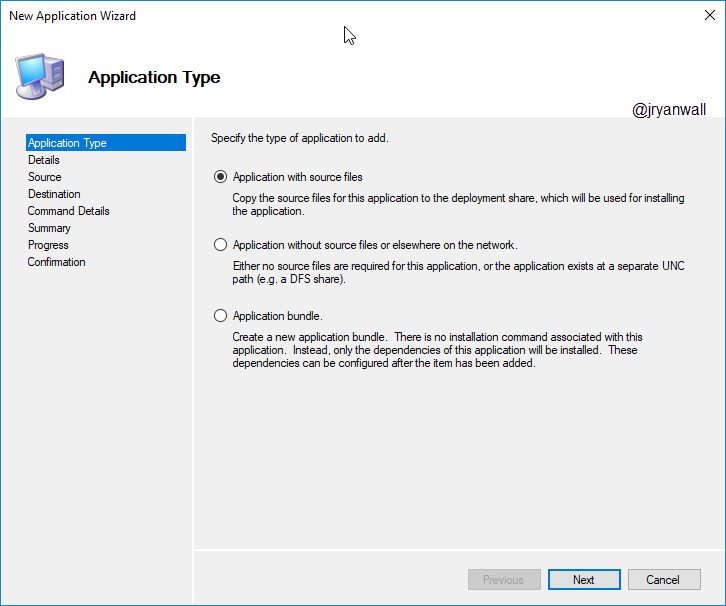 New Application Wizard
Application Type
@jryanwall
Application Type
Details
Source
Destination
Command Details
Summary
Progress
Confirmation
Specify the type of application to add.
Application with source files
Copy the source files for this application to the deployment share, which will be used for installing
the application.
Application without source files or elsewhere on the network.
Either no source files are required for this application, or the application exists at a separate UNC
path (e.g. a DFS share).
Application bundle.
Create a new application bundle.  There is no installation command associated with this
application.  Instead, only the dependencies of this application will be installed.  These
dependencies can be configured after the item has been added.
Previous
Next
Cancel